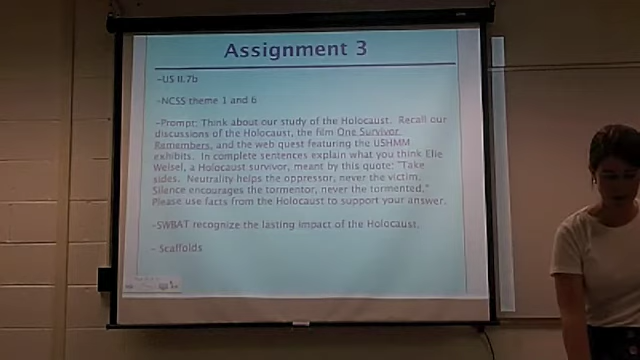 Assignment 3
-US II.7b
-NCSS theme 1 and 6
-Prompt: Think about our study of the Holocaust. Recall our
discussions of the Holocaust, the film One Survivor
Remembers, and the web quest featuring the USHMM
exhibits. In complete sentences explain what you think Elie
Weisel, a Holocaust survivor, meant by this quote: "Take
sides. Neutrality helps the oppressor, never the victim.
Silence encourages the tormentor, never the tormented."
Please use facts from the Holocaust to support your answer.
-SWBAT recognize the lasting impact of the Holocaust.
- Scaffolds